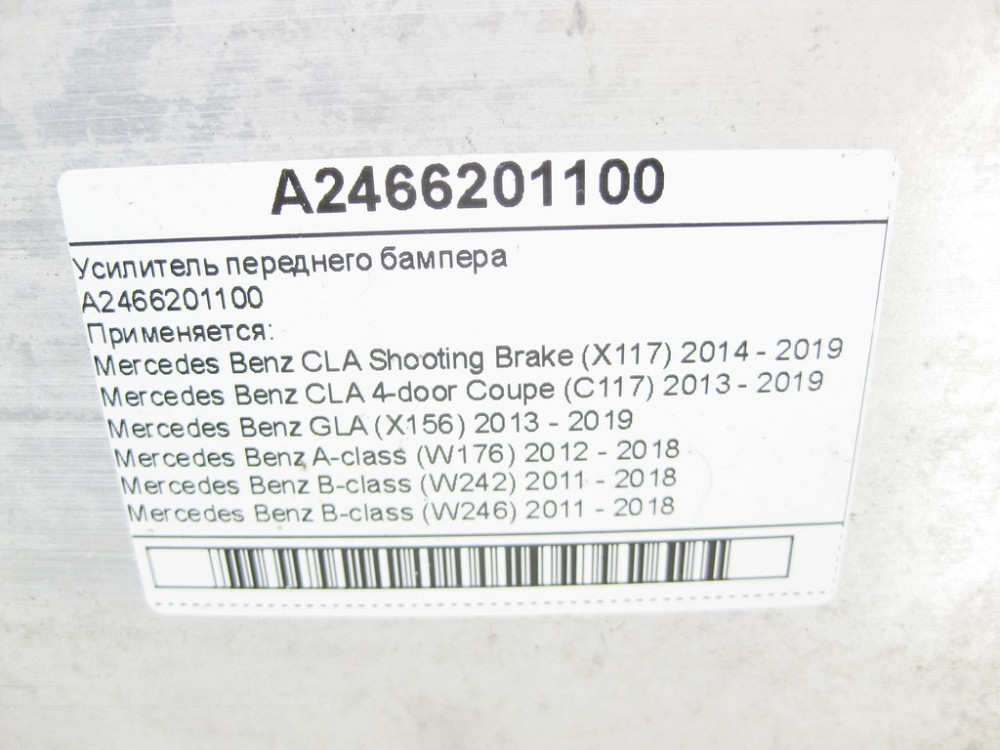 A2466201100
Усилитель переднего бампера
A2466201100
Применяется:
Mercedes Benz CLA Shooting Brake (X117) 2014 - 2019
Mercedes Benz CLA 4-door Coupe (C117) 2013 - 2019
Mercedes Benz GLA (X156) 2013 - 2019
Mercedes Benz A-class (W176) 2012 - 2018
Mercedes Benz B-class (W242) 2011 - 2018
Mercedes Benz B-class (W246) 2011 - 2018